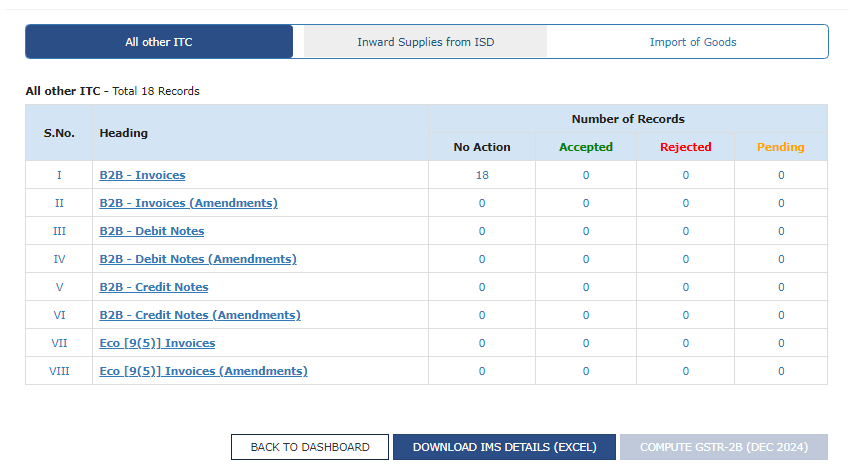 All other ITC Inward Supplies from ISD Import of Goods
All other ITC - Total 18 Records
S.No. Heading Number of Records
No Action Accepted Rejected Pending
I B2B - Invoices 18 0 0 0
II B2B - Invoices (Amendments) 0 0 0 0
III B2B - Debit Notes 0 0 0 0
IV B2B - Debit Notes (Amendments) 0 0 0 0
V B2B - Credit Notes 0 0 0 0
VI B2B - Credit Notes (Amendments) 0 0 0 0
VII Eco [9(5)] Invoices 0 0 0 0
VIII Eco [9(5)] Invoices (Amendments) 0 0 0 0
BACK TO DASHBOARD DOWNLOAD IMS DETAILS (EXCEL) COMPUTE GSTR-2B (DEC 2024)